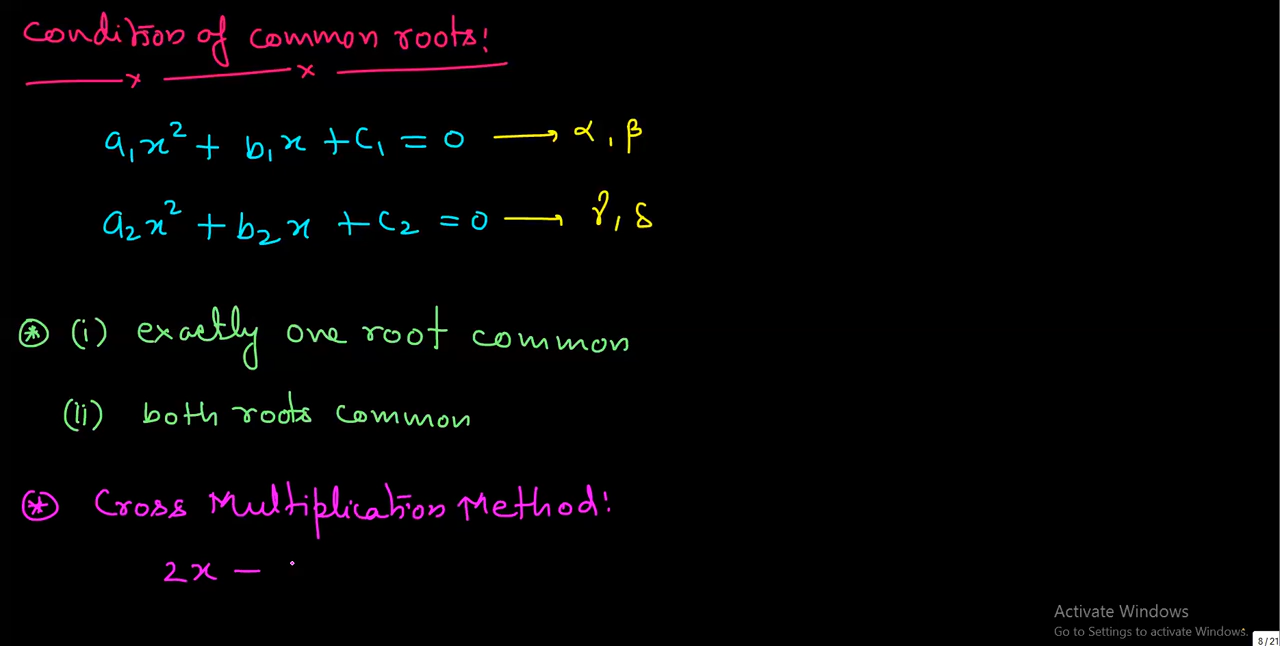 Condition of common roots:
a₁x² + b₁x + c₁ = 0 → α, β
a₂x² + b₂x + c₂ = 0 → γ, δ
⊛ (i) exactly one root common
(ii) both roots common
⊛ Cross Multiplication Method:
2x −
Activate Windows
Go to Settings to activate Windows.
8 / 21